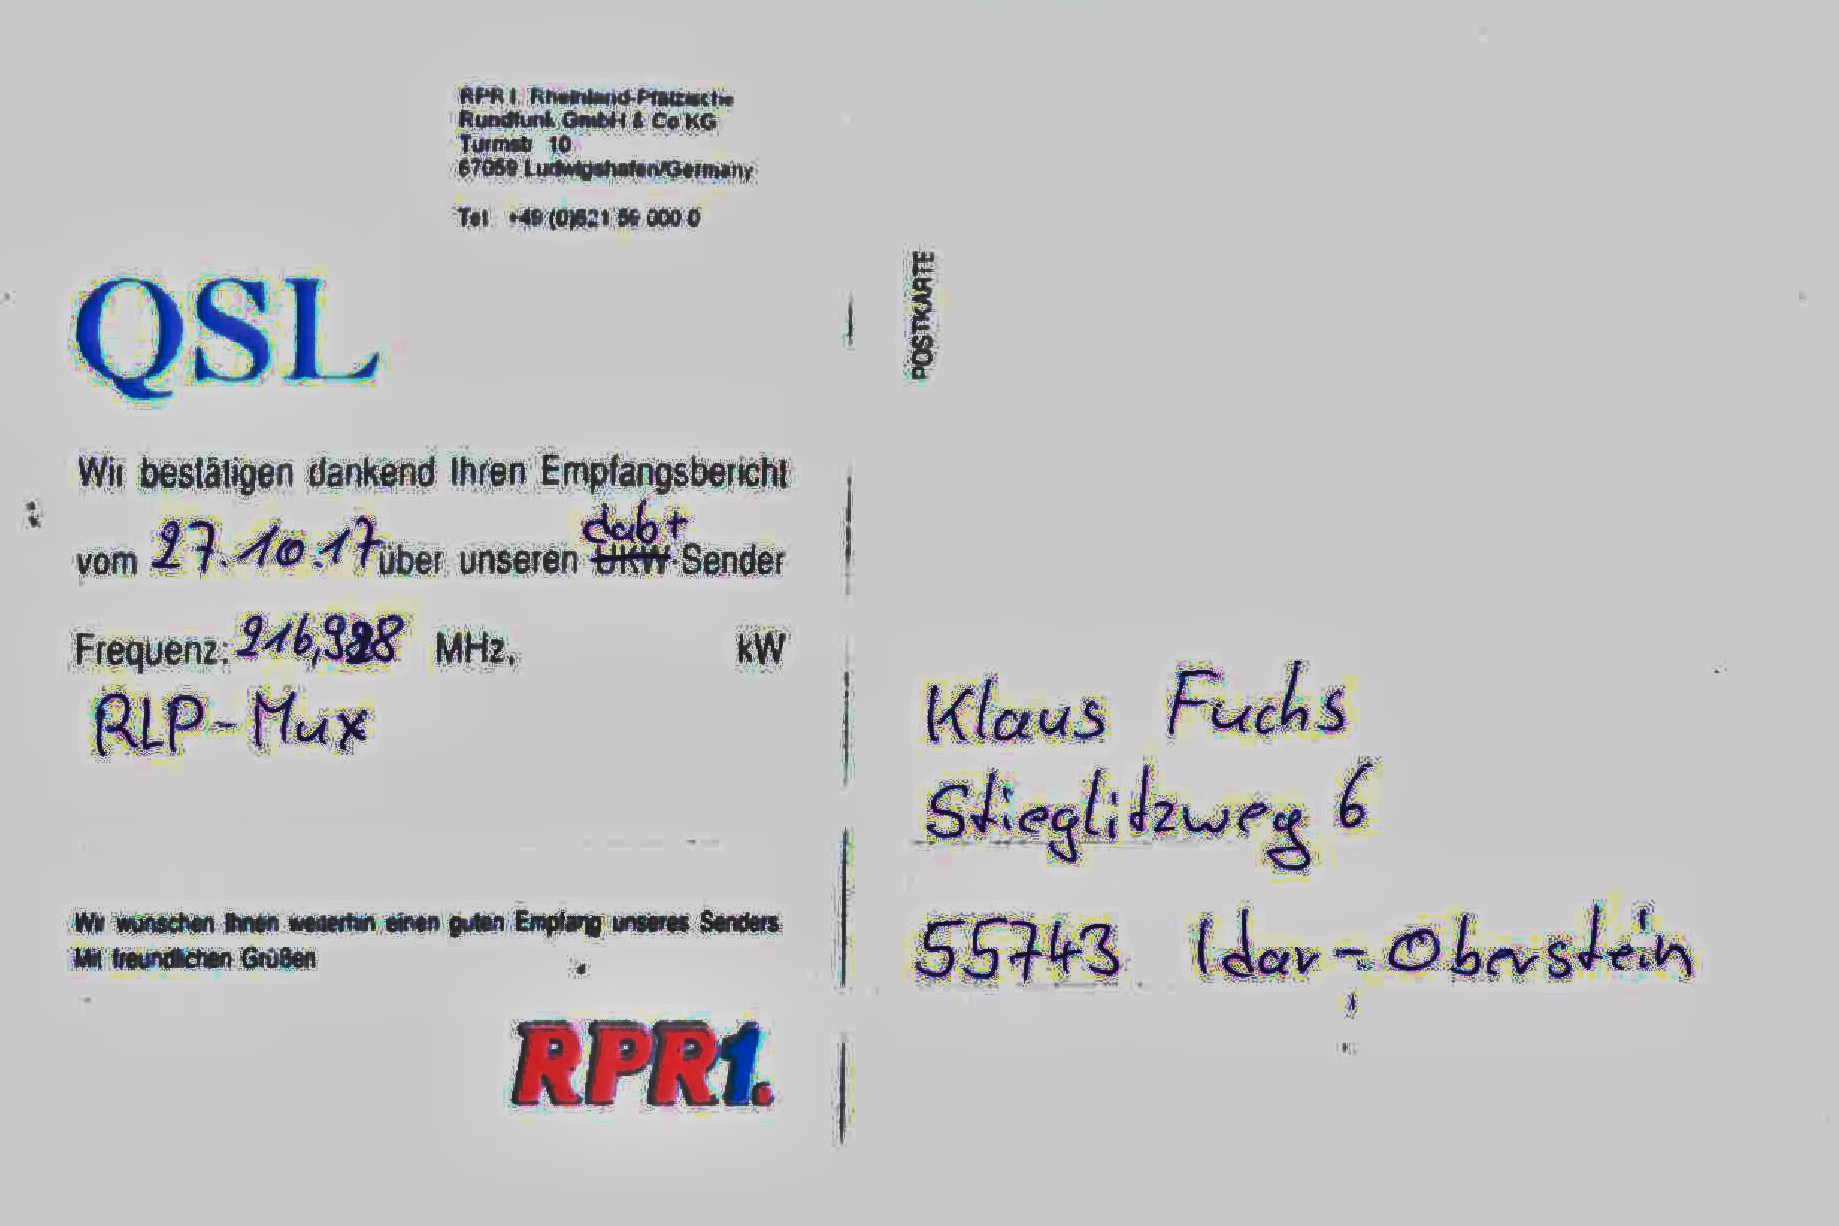 RPR 1. Rheinland-Pfälzische
Rundfunk GmbH & Co KG
Turmstr. 10
67059 Ludwigshafen/Germany
Tel. +49 (0)621 59 000 0
QSL
Wir bestätigen dankend Ihren Empfangsbericht
dab+
vom 27.10.17 über unseren UKW-Sender
Frequenz: 216,928 MHz, kW
RLP-Mux
Wir wünschen Ihnen weiterhin einen guten Empfang unseres Senders.
Mit freundlichen Grüßen
RPR1.
POSTKARTE
Klaus Fuchs
Stieglitzweg 6
55743 Idar-Oberstein